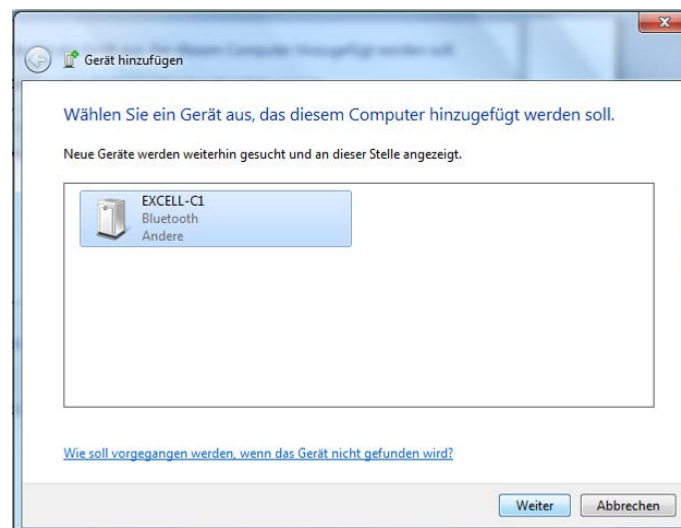 Gerät hinzufügen
Wählen Sie ein Gerät aus, das diesem Computer hinzugefügt werden soll.
Neue Geräte werden weiterhin gesucht und an dieser Stelle angezeigt.
EXCELL-C1
Bluetooth
Andere
Wie soll vorgegangen werden, wenn das Gerät nicht gefunden wird?
Weiter Abbrechen